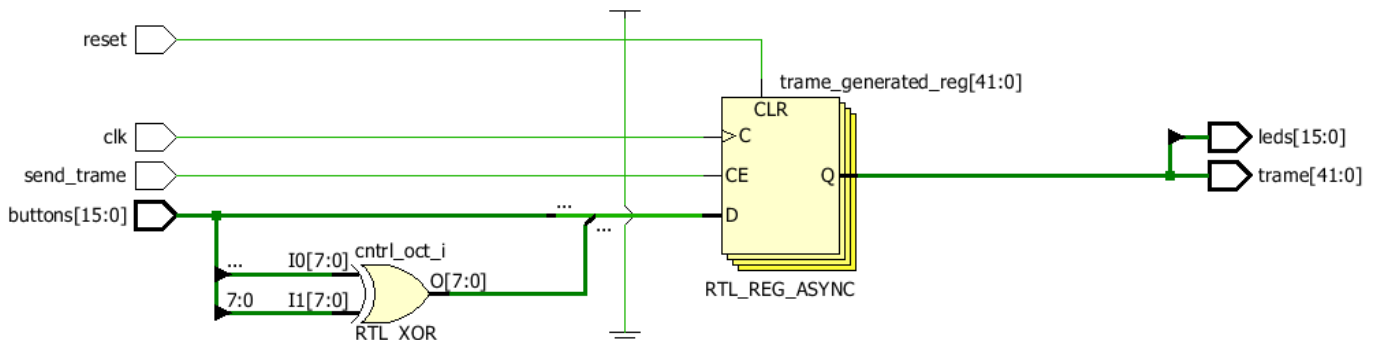 reset
trame_generated_reg[41:0]
CLR
clk
C
leds[15:0]
send_trame
CE
Q
trame[41:0]
buttons[15:0]
...
D
...
cntrl_oct_i
...
I0[7:0]
O[7:0]
7:0
I1[7:0]
RTL_REG_ASYNC
RTL_XOR